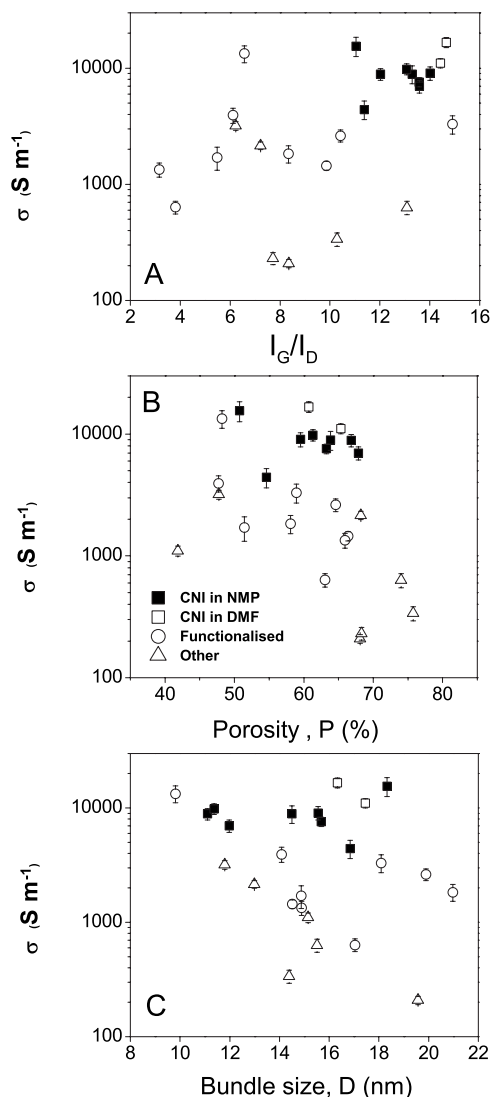 10000
1000
100
σ (S m⁻¹)
A
2 4 6 8 10 12 14 16
I_G/I_D
10000
1000
100
σ (S m⁻¹)
B
CNI in NMP
CNI in DMF
Functionalised
Other
40 50 60 70 80
Porosity , P (%)
10000
1000
100
σ (S m⁻¹)
C
8 10 12 14 16 18 20 22
Bundle size, D (nm)